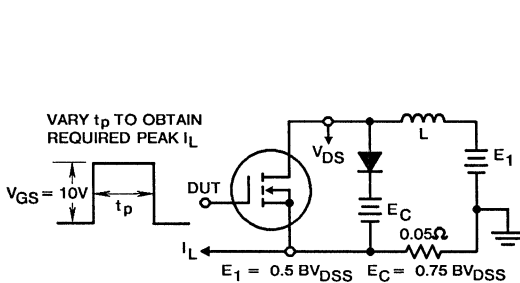 VARY tp TO OBTAIN
REQUIRED PEAK IL
VGS = 10V
tp
DUT
VDS
L
E1
EC
0.05Ω
IL
E1 = 0.5 BVDSS EC = 0.75 BVDSS